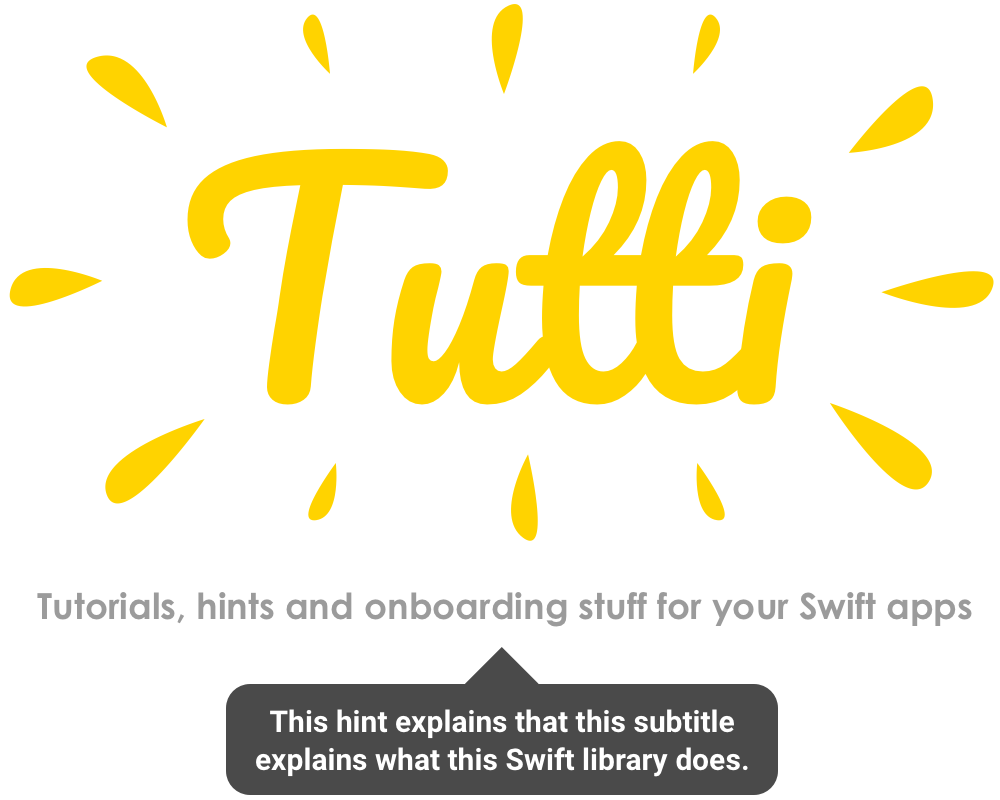 Tutti
Tutorials, hints and onboarding stuff for your Swift apps
This hint explains that this subtitle
explains what this Swift library does.